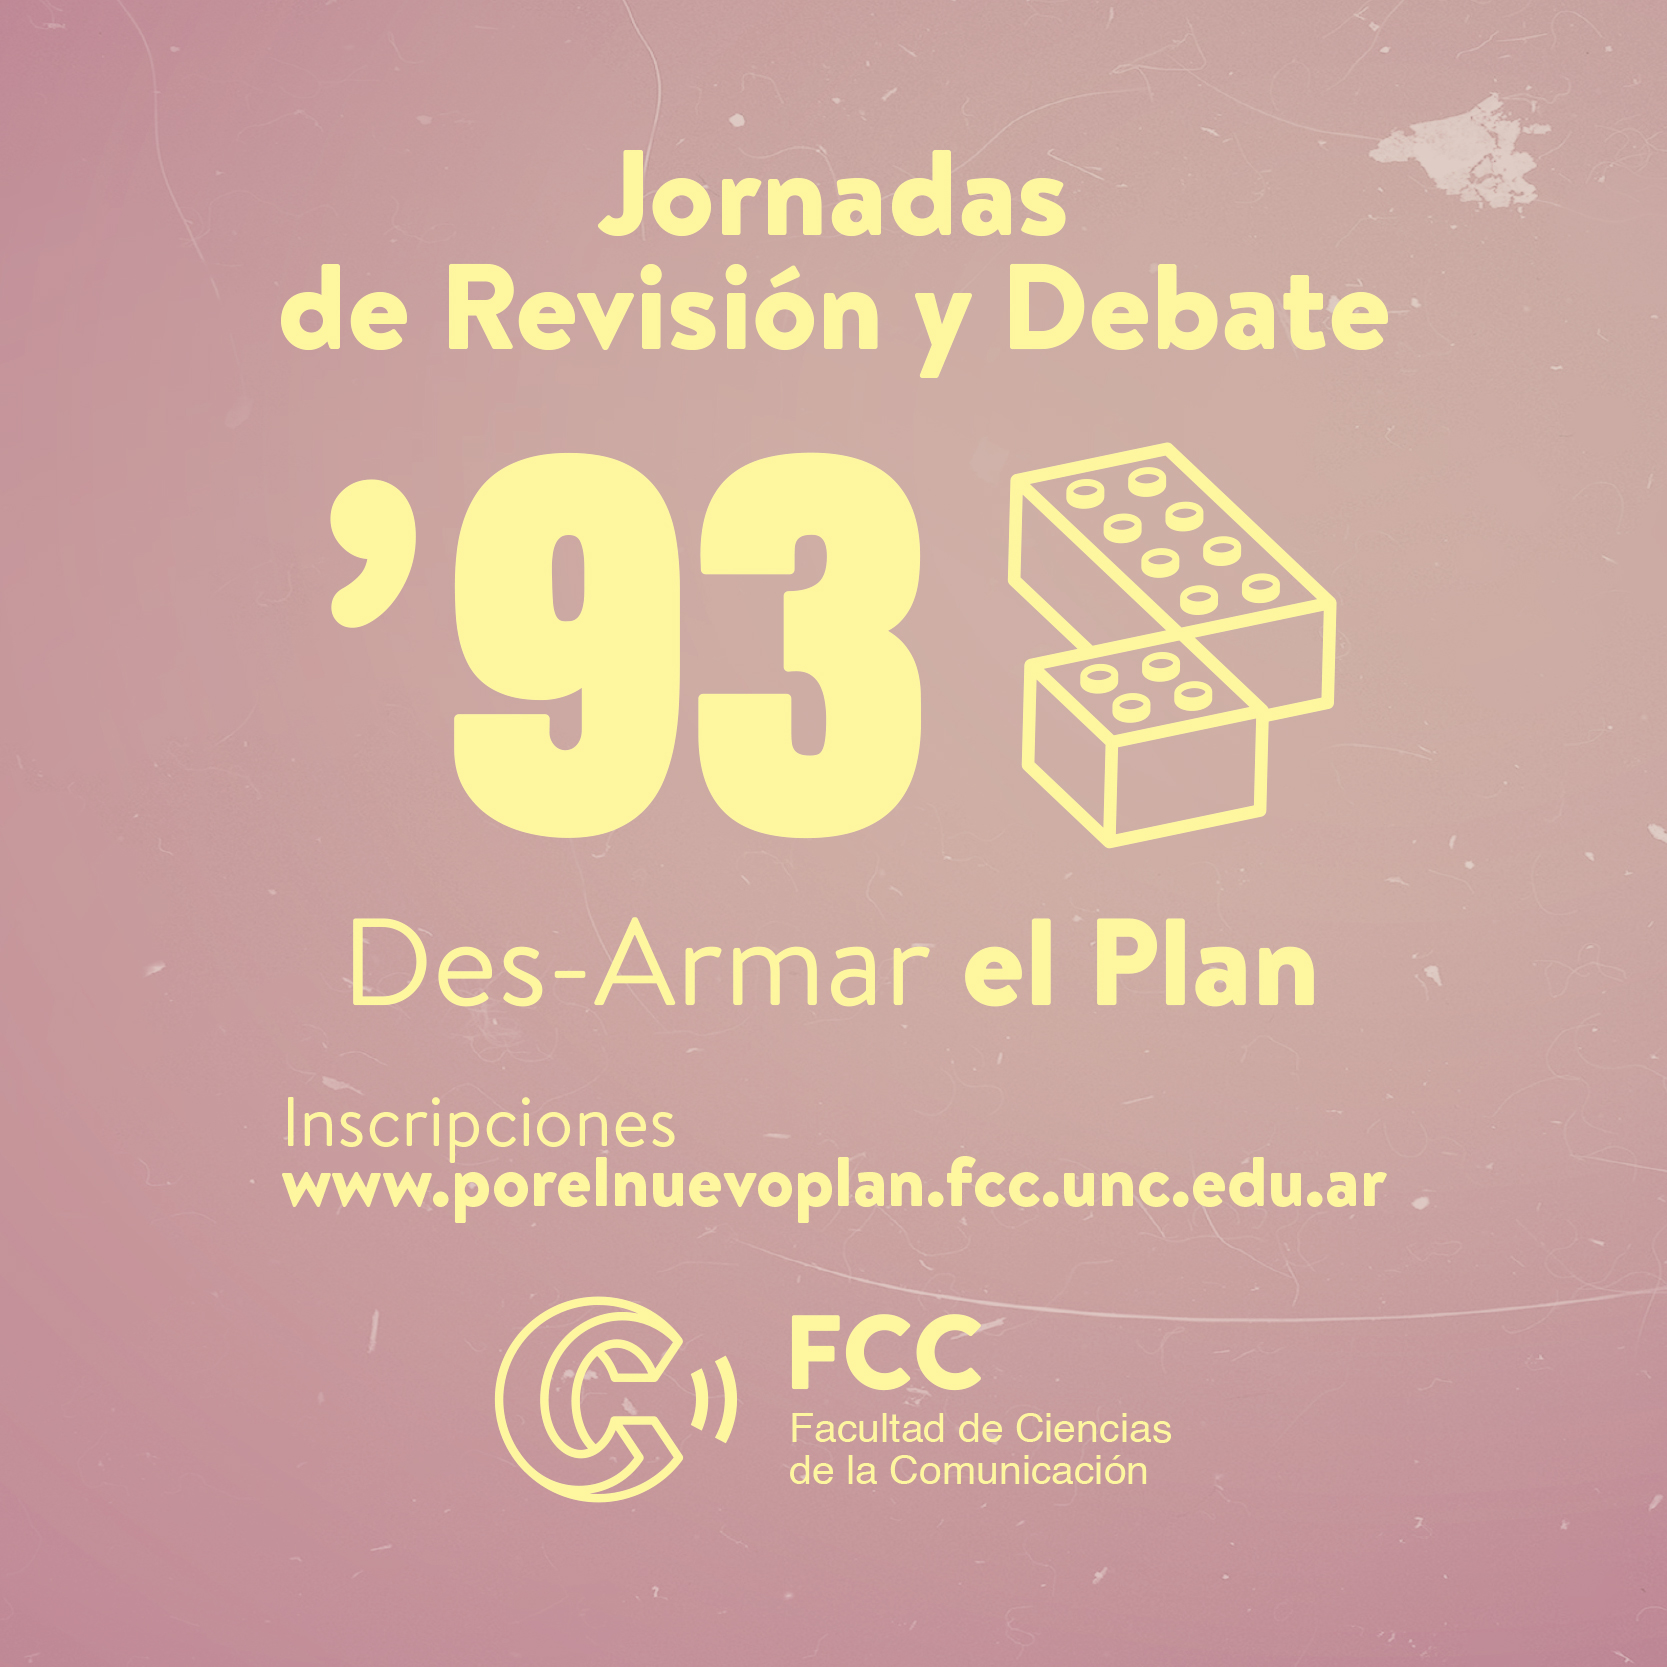 Jornadas
de Revisión y Debate
’93
Des-Armar el Plan
Inscripciones
www.porelnuevoplan.fcc.unc.edu.ar
FCC
Facultad de Ciencias
de la Comunicación